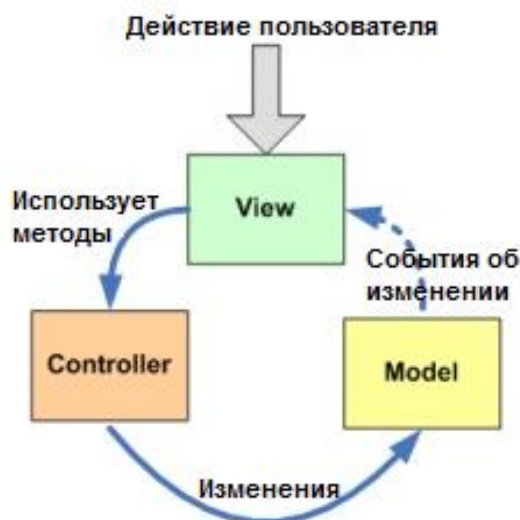 Действие пользователя
View
Использует
методы
События об
изменении
Controller
Model
Изменения